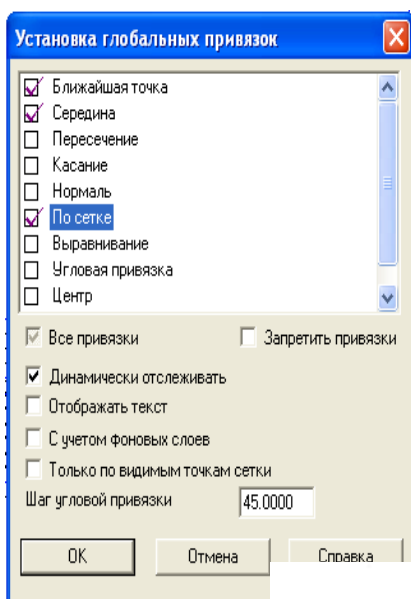 Установка глобальных привязок
Ближайшая точка
Середина
Пересечение
Касание
Нормаль
По сетке
Выравнивание
Угловая привязка
Центр
Все привязки Запретить привязки
Динамически отслеживать
Отображать текст
С учетом фоновых слоев
Только по видимым точкам сетки
Шаг угловой привязки 45.0000
OK Отмена Справка